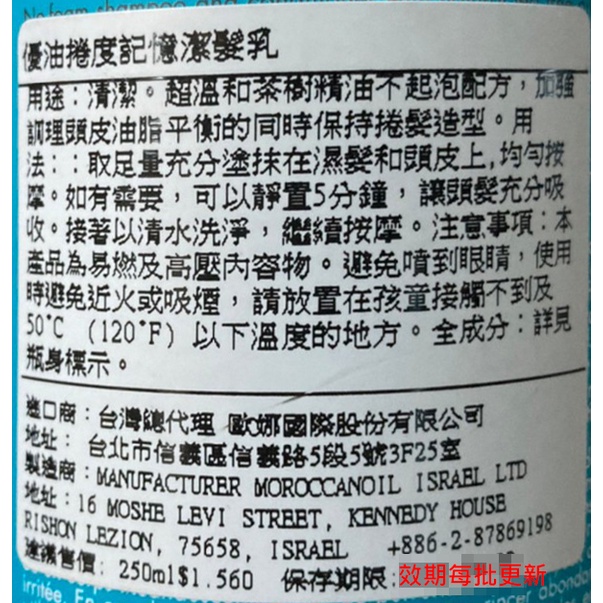 No foam shampoo and
優油捲度記憶潔髮乳
用途：清潔。超溫和茶樹精油不起泡配方，加強
調理頭皮油脂平衡的同時保持捲髮造型。用
法：：取足量充分塗抹在濕髮和頭皮上,均勻按
摩。如有需要，可以靜置5分鐘，讓頭髮充分吸
收。接著以清水洗淨，繼續按摩。注意事項：本
產品為易燃及高壓內容物。避免噴到眼睛，使用
時避免近火或吸煙，請放置在孩童接觸不到及
50°C (120°F) 以下溫度的地方。全成分：詳見
瓶身標示。
進口商：台灣總代理 歐娜國際股份有限公司
地址： 台北市信義區信義路5段5號3F25室
製造商：MANUFACTURER MOROCCANOIL ISRAEL LTD
地址：16 MOSHE LEVI STREET, KENNEDY HOUSE
RISHON LEZION, 75658, ISRAEL +886-2-87869198
建議售價: 250ml$1.560 保存期限:效期每批更新
irritée. En